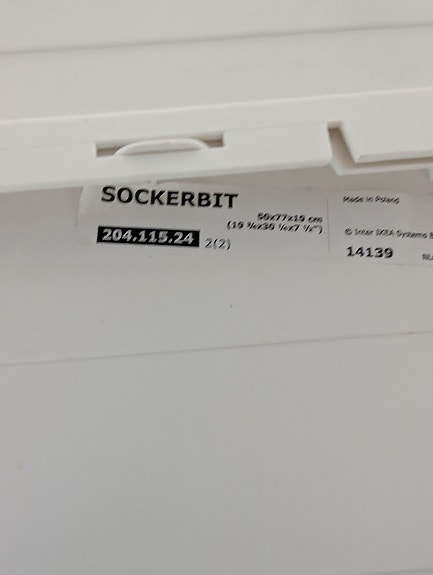 SOCKERBIT
50x77x19 cm
(19 ¾x30 ¼x7 ½")
204.115.24 2(2)
Made in Poland
© Inter IKEA Systems B
14139